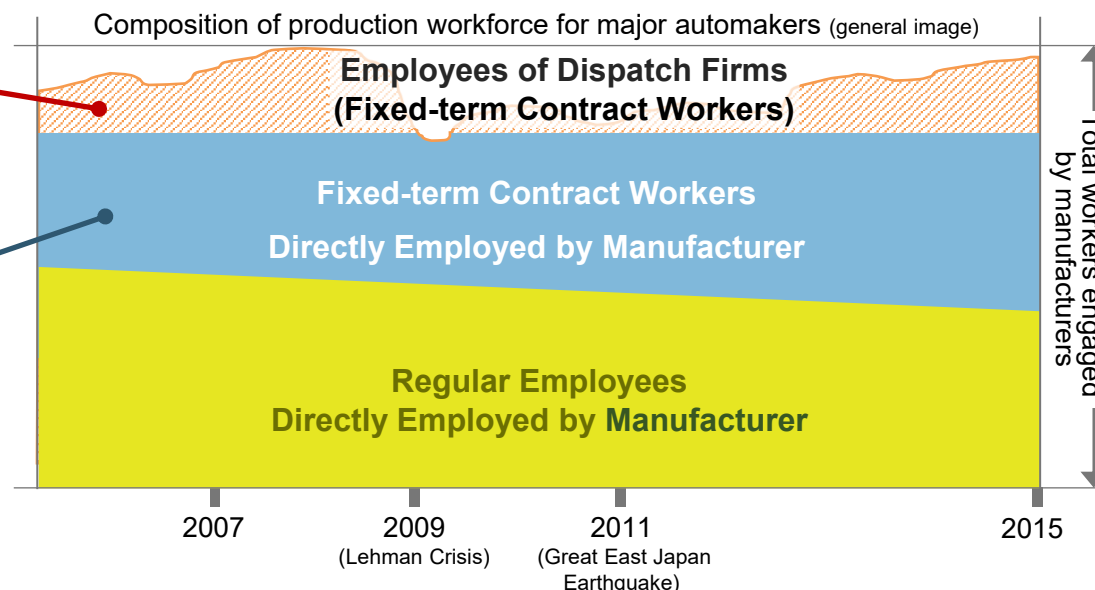 Composition of production workforce for major automakers (general image)
Employees of Dispatch Firms
(Fixed-term Contract Workers)
Fixed-term Contract Workers
Directly Employed by Manufacturer
Regular Employees
Directly Employed by Manufacturer
Total workers engaged
by manufacturers
2007
2009
(Lehman Crisis)
2011
(Great East Japan
Earthquake)
2015